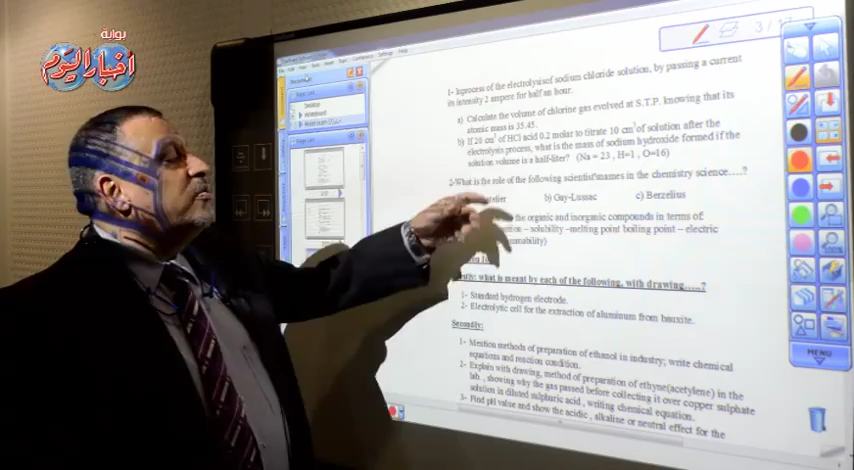 بوابة
أخبار اليوم
3/17
1- In process of the electrolysis of sodium chloride solution, by passing a current
its intensity 2 ampere for half an hour.
a) Calculate the volume of chlorine gas evolved at S.T.P. knowing that its
atomic mass is 35.45.
b) If 20 cm³ of HCl acid 0.2 molar to titrate 10 cm³ of solution after the
electrolysis process, what is the mass of sodium hydroxide formed if the
solution volume is a half-liter? (Na = 23 , H=1 , O=16)
2-What is the role of the following scientist'snames in the chemistry science....?
atelier b) Gay-Lussac c) Berzelius
the organic and inorganic compounds in terms of:
– solubility –melting point boiling point – electric
what is meant by each of the following, with drawing.....?
1- Standard hydrogen electrode.
2- Electrolytic cell for the extraction of aluminum from bauxite.
Secondly:
1- Mention methods of preparation of ethanol in industry; write chemical
equations and reaction condition.
2- Explain with drawing, method of preparation of ethyne(acetylene) in the
lab. , showing why the gas passed before collecting it over copper sulphate
solution in diluted sulphuric acid , writing chemical equation.
3- Find pH value and show the acidic , alkaline or neutral effect for the
MENU